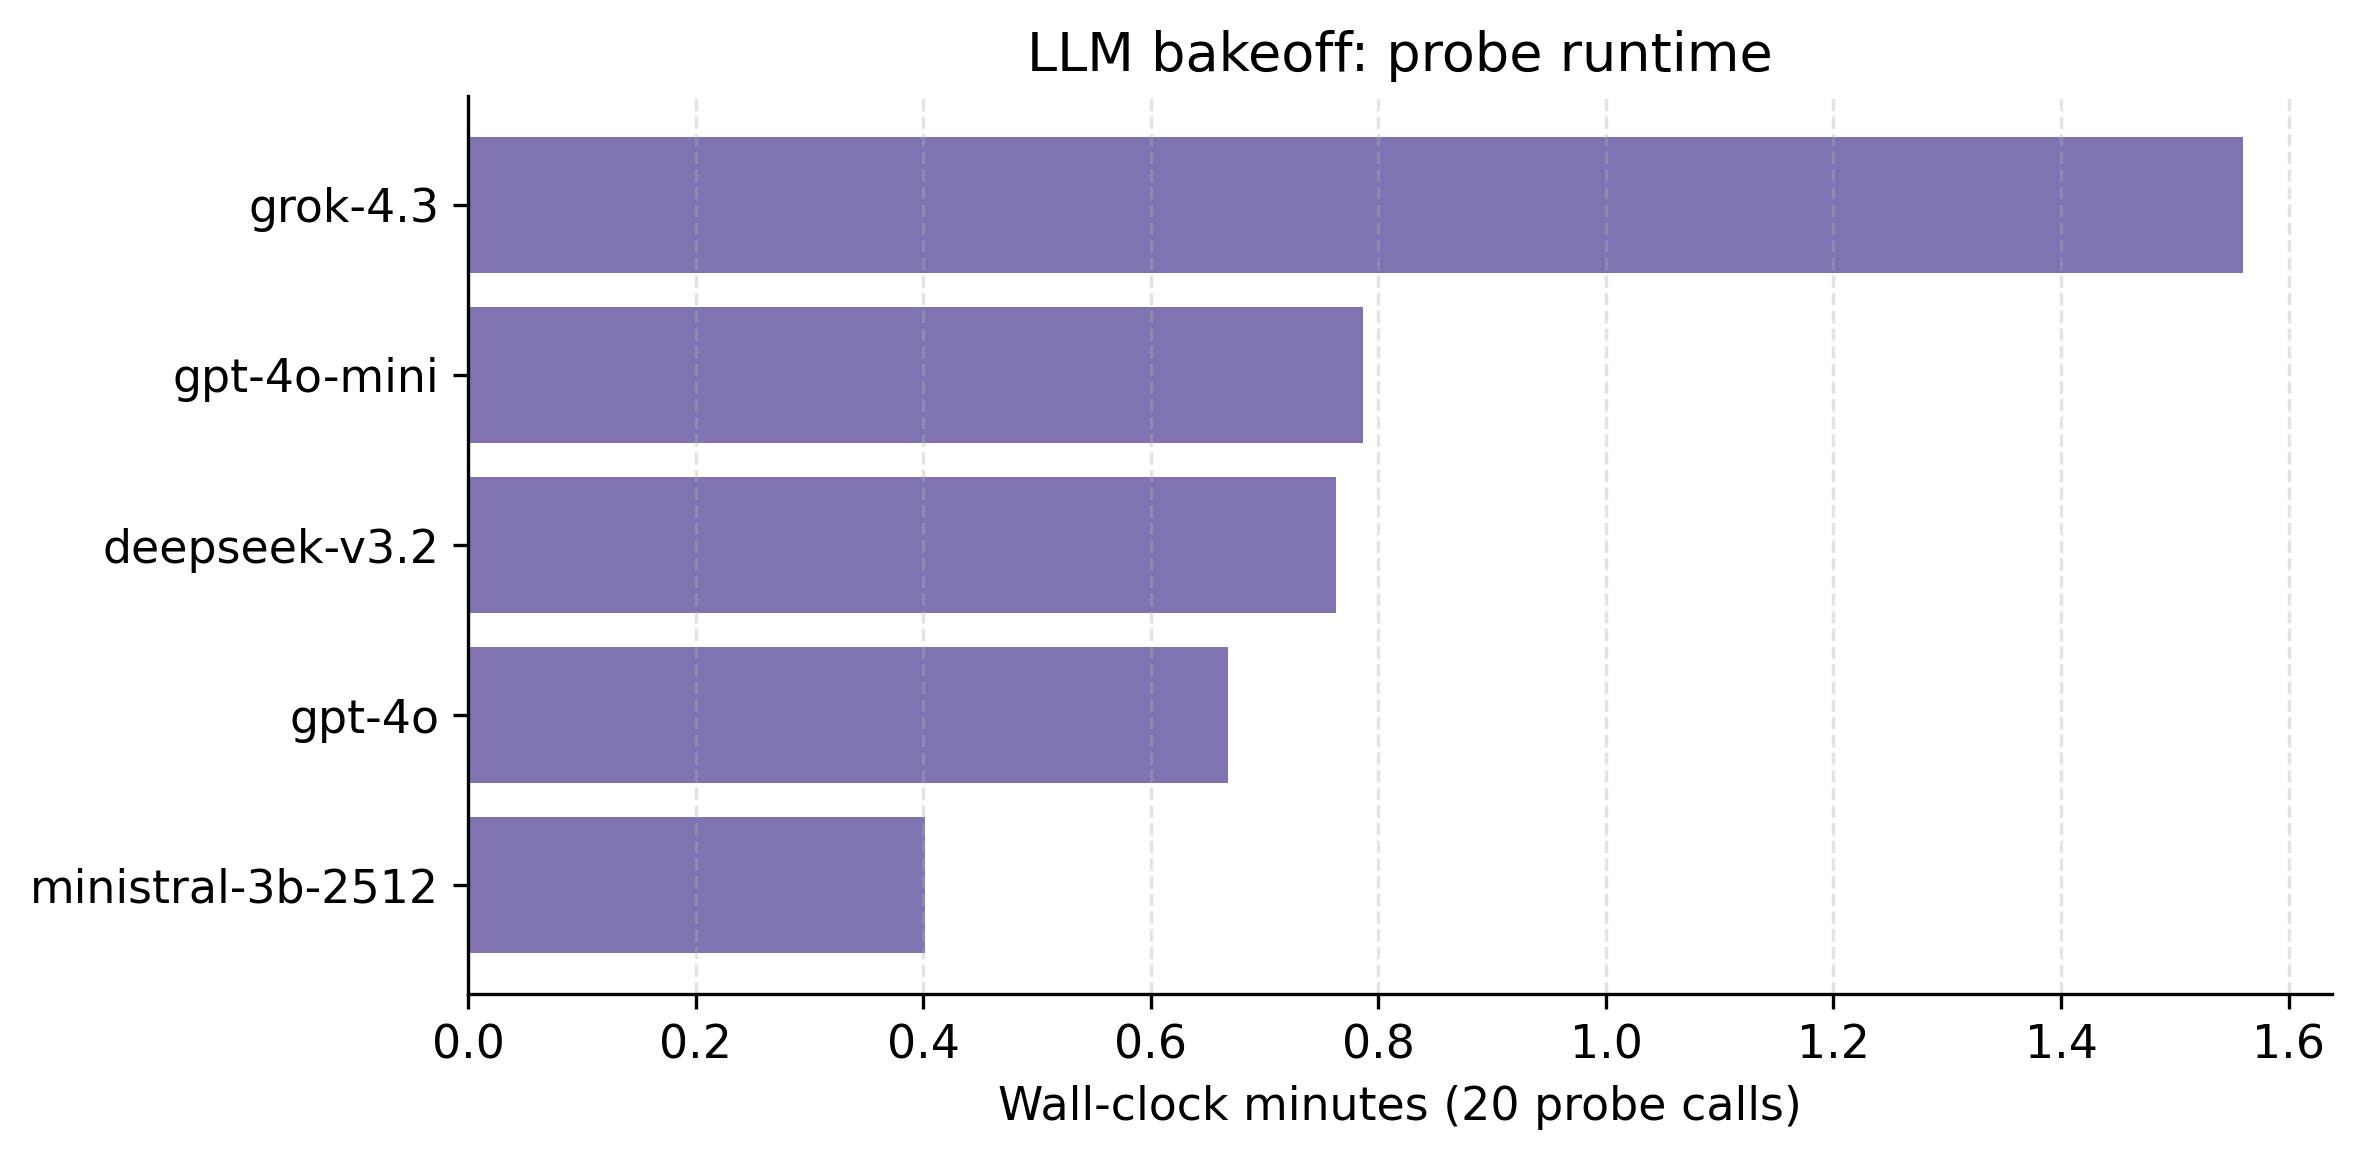 LLM bakeoff: probe runtime
grok-4.3
gpt-4o-mini
deepseek-v3.2
gpt-4o
ministral-3b-2512
0.0 0.2 0.4 0.6 0.8 1.0 1.2 1.4 1.6
Wall-clock minutes (20 probe calls)